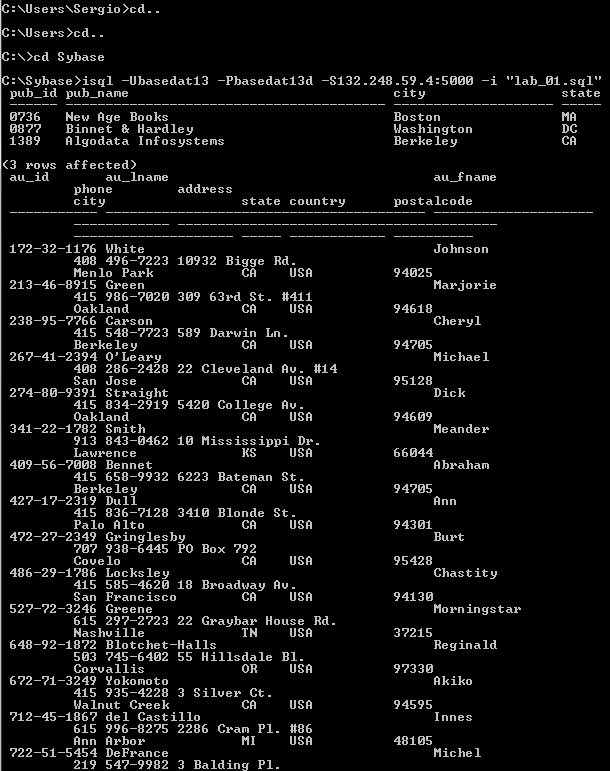 C:\Users\Sergio>cd..
C:\Users>cd..
C:\>cd Sybase
C:\Sybase>isql -Ubasedat13 -Pbasedat13d -S132.248.59.4:5000 -i "lab_01.sql"
pub_id pub_name city state
------ ---------------------------------------- -------------------- -----
0736 New Age Books Boston MA
0877 Binnet & Hardley Washington DC
1389 Algodata Infosystems Berkeley CA
(3 rows affected)
au_id au_lname au_fname
phone address
city state country postalcode
----------- ---------------------------------------- --------------------
------------ ----------------------------------------
-------------------- ----- ------------ ----------
172-32-1176 White Johnson
408 496-7223 10932 Bigge Rd.
Menlo Park CA USA 94025
213-46-8915 Green Marjorie
415 986-7020 309 63rd St. #411
Oakland CA USA 94618
238-95-7766 Carson Cheryl
415 548-7723 589 Darwin Ln.
Berkeley CA USA 94705
267-41-2394 O'Leary Michael
408 286-2428 22 Cleveland Av. #14
San Jose CA USA 95128
274-80-9391 Straight Dick
415 834-2919 5420 College Av.
Oakland CA USA 94609
341-22-1782 Smith Meander
913 843-0462 10 Mississippi Dr.
Lawrence KS USA 66044
409-56-7008 Bennet Abraham
415 658-9932 6223 Bateman St.
Berkeley CA USA 94705
427-17-2319 Dull Ann
415 836-7128 3410 Blonde St.
Palo Alto CA USA 94301
472-27-2349 Gringlesby Burt
707 938-6445 PO Box 792
Covelo CA USA 95428
486-29-1786 Locksley Chastity
415 585-4620 18 Broadway Av.
San Francisco CA USA 94130
527-72-3246 Greene Morningstar
615 297-2723 22 Graybar House Rd.
Nashville TN USA 37215
648-92-1872 Blotchet-Halls Reginald
503 745-6402 55 Hillsdale Bl.
Corvallis OR USA 97330
672-71-3249 Yokomoto Akiko
415 935-4228 3 Silver Ct.
Walnut Creek CA USA 94595
712-45-1867 del Castillo Innes
615 996-8275 2286 Cram Pl. #86
Ann Arbor MI USA 48105
722-51-5454 DeFrance Michel
219 547-9982 3 Balding Pl.